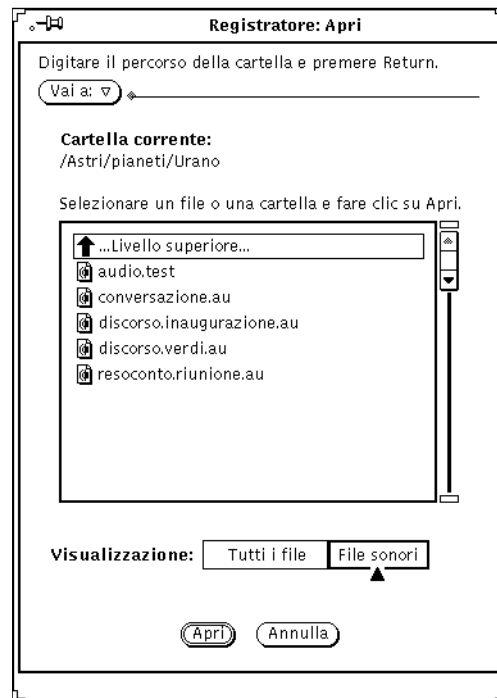 Registratore: Apri
Digitare il percorso della cartella e premere Return.
Vai a:
Cartella corrente:
/Astri/pianeti/Urano
Selezionare un file o una cartella e fare clic su Apri.
...Livello superiore...
audio.test
conversazione.au
discorso.inaugurazione.au
discorso.verdi.au
resoconto.riunione.au
Visualizzazione: Tutti i file File sonori
Apri Annulla